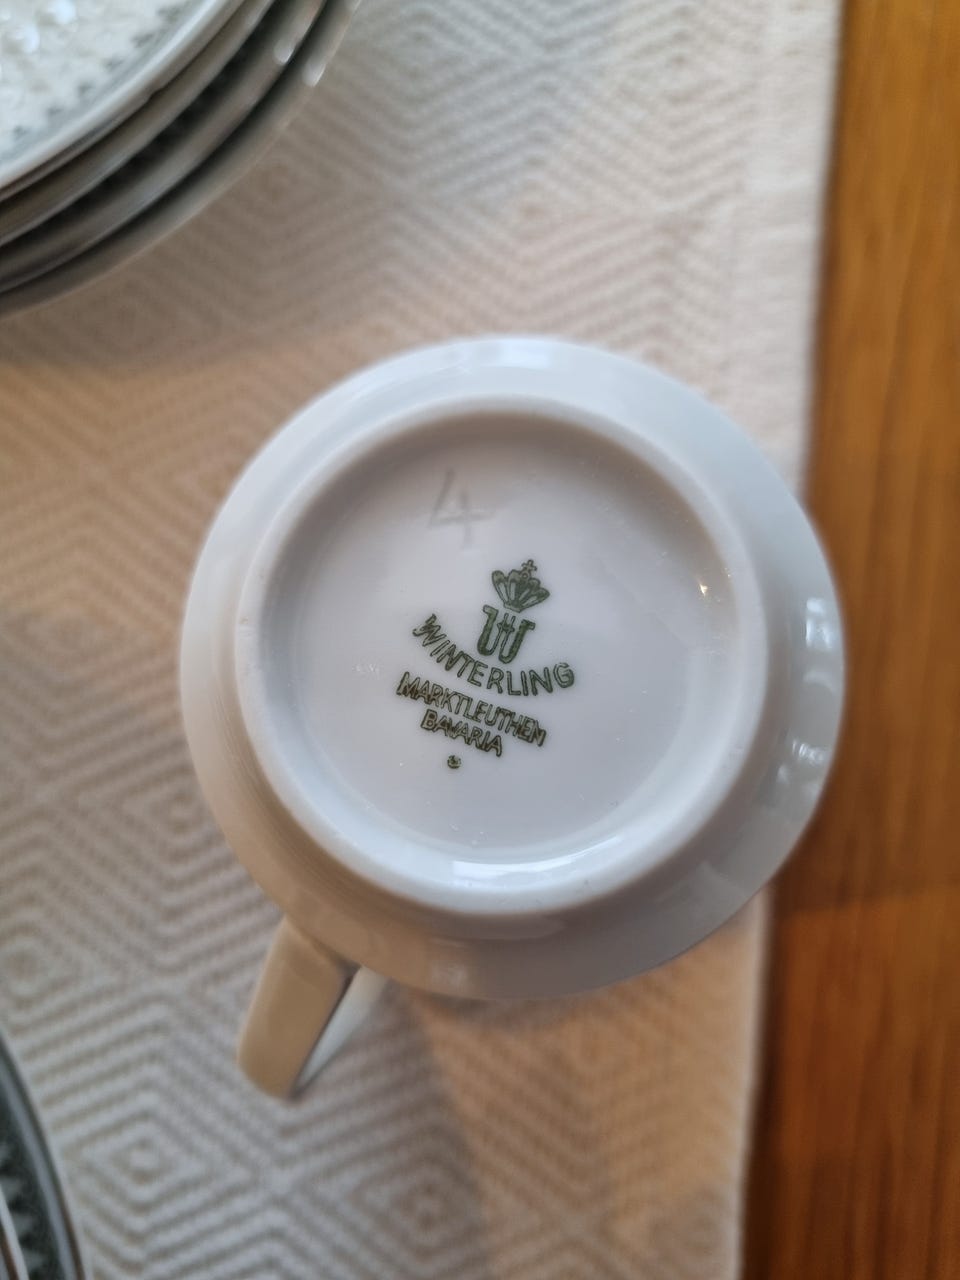 4
W
WINTERLING
MARKTLEUTHEN
BAVARIA